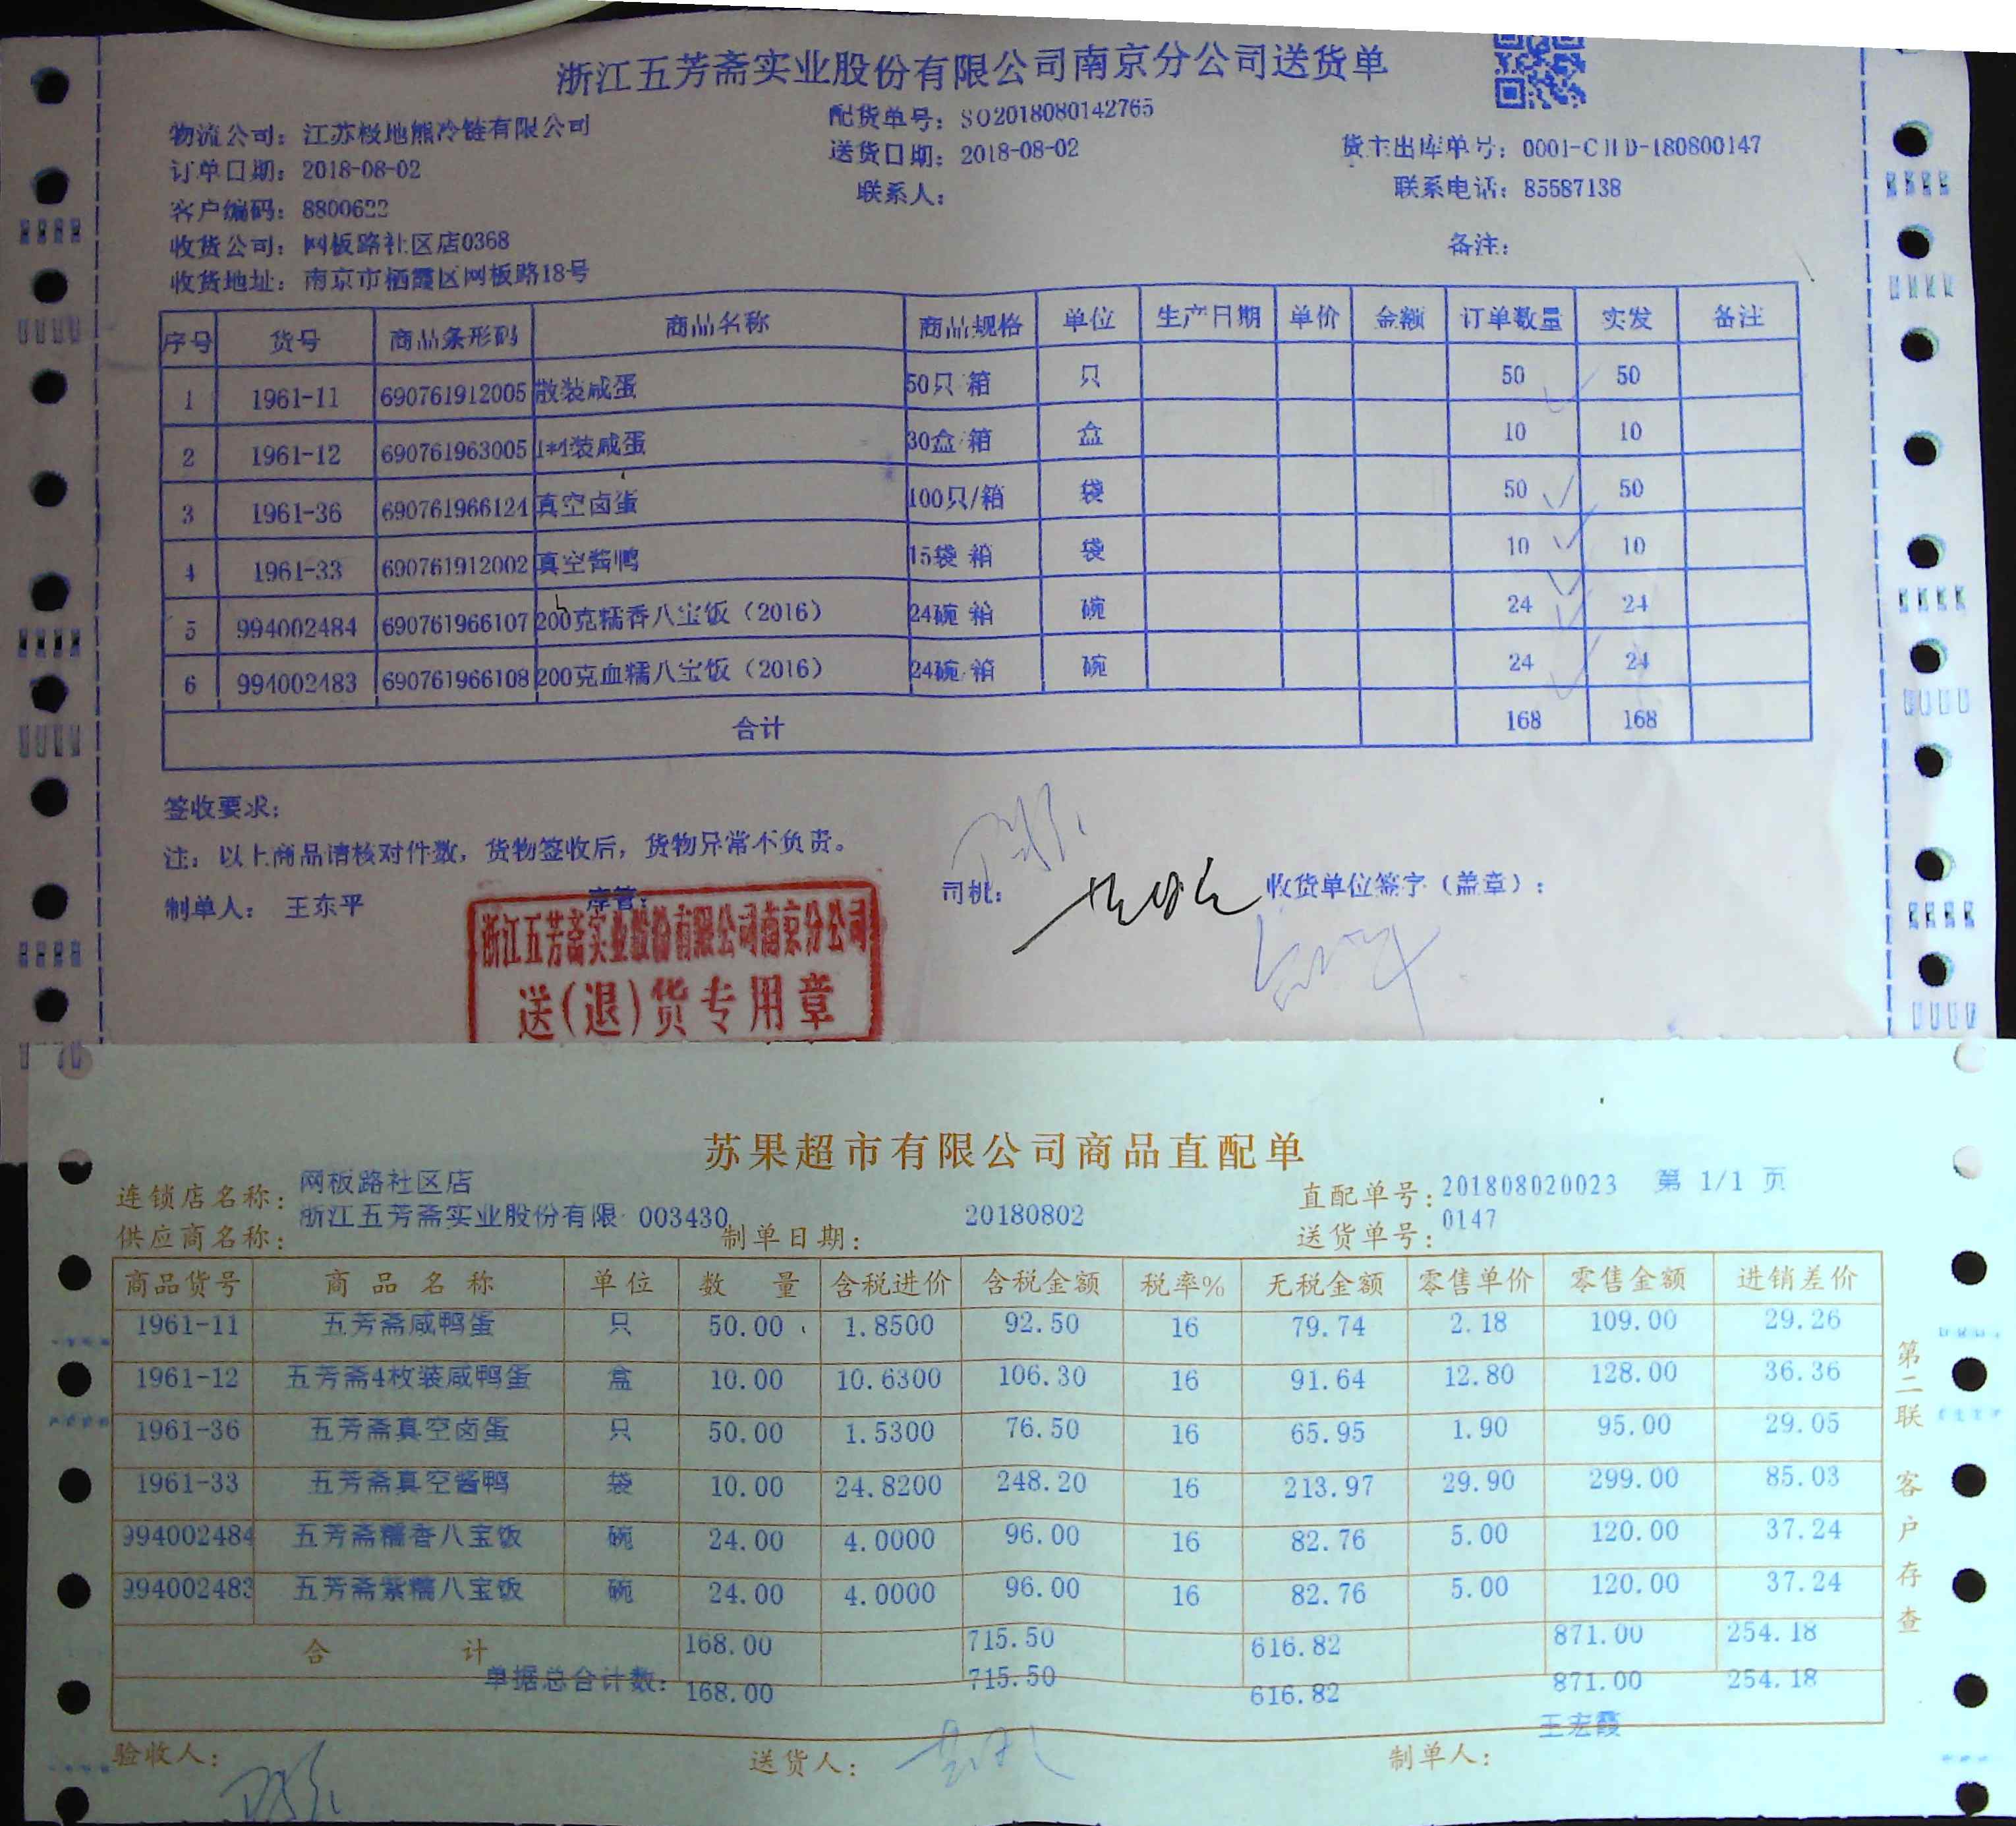 浙江五芳斋实业股份有限公司南京分公司送货单
物流公司：江苏极地熊冷链有限公司 配货单号：SO2018080142765
订单日期：2018-08-02 送货日期：2018-08-02 货主出库单号：0001-CHD-180800147
客户编码：8800622 联系人： 联系电话：85587138
收货公司：网板路社区店0368 备注：
收货地址：南京市栖霞区网板路18号
序号 货号 商品条形码 商品名称 商品规格 单位 生产日期 单价 金额 订单数量 实发 备注
1 1961-11 690761912005 散装咸蛋 50只/箱 只 50 50
2 1961-12 690761963005 1*4装咸蛋 30盒/箱 盒 10 10
3 1961-36 690761966124 真空卤蛋 100只/箱 袋 50 50
4 1961-33 690761912002 真空酱鸭 15袋/箱 袋 10 10
5 994002484 690761966107 200克糯香八宝饭（2016） 24碗/箱 碗 24 24
6 994002483 690761966108 200克血糯八宝饭（2016） 24碗/箱 碗 24 24
合计 168 168
签收要求：
注：以上商品请核对件数，货物签收后，货物异常不负责。
制单人：王东平 库管： 司机： 收货单位签字（盖章）：
浙江五芳斋实业股份有限公司南京分公司
送(退)货专用章
苏果超市有限公司商品直配单
连锁店名称：网板路社区店 直配单号：201808020023 第 1/1 页
供应商名称：浙江五芳斋实业股份有限 003430 制单日期：20180802 送货单号：0147
商品货号 商品名称 单位 数量 含税进价 含税金额 税率% 无税金额 零售单价 零售金额 进销差价
1961-11 五芳斋咸鸭蛋 只 50.00 1.8500 92.50 16 79.74 2.18 109.00 29.26
1961-12 五芳斋4枚装咸鸭蛋 盒 10.00 10.6300 106.30 16 91.64 12.80 128.00 36.36
1961-36 五芳斋真空卤蛋 只 50.00 1.5300 76.50 16 65.95 1.90 95.00 29.05
1961-33 五芳斋真空酱鸭 袋 10.00 24.8200 248.20 16 213.97 29.90 299.00 85.03
994002484 五芳斋糯香八宝饭 碗 24.00 4.0000 96.00 16 82.76 5.00 120.00 37.24
994002483 五芳斋紫糯八宝饭 碗 24.00 4.0000 96.00 16 82.76 5.00 120.00 37.24
合计 168.00 715.50 616.82 871.00 254.18
单据总合计数：168.00 715.50 616.82 871.00 254.18
王宏霞
验收人： 送货人： 制单人：
第二联 客户存查